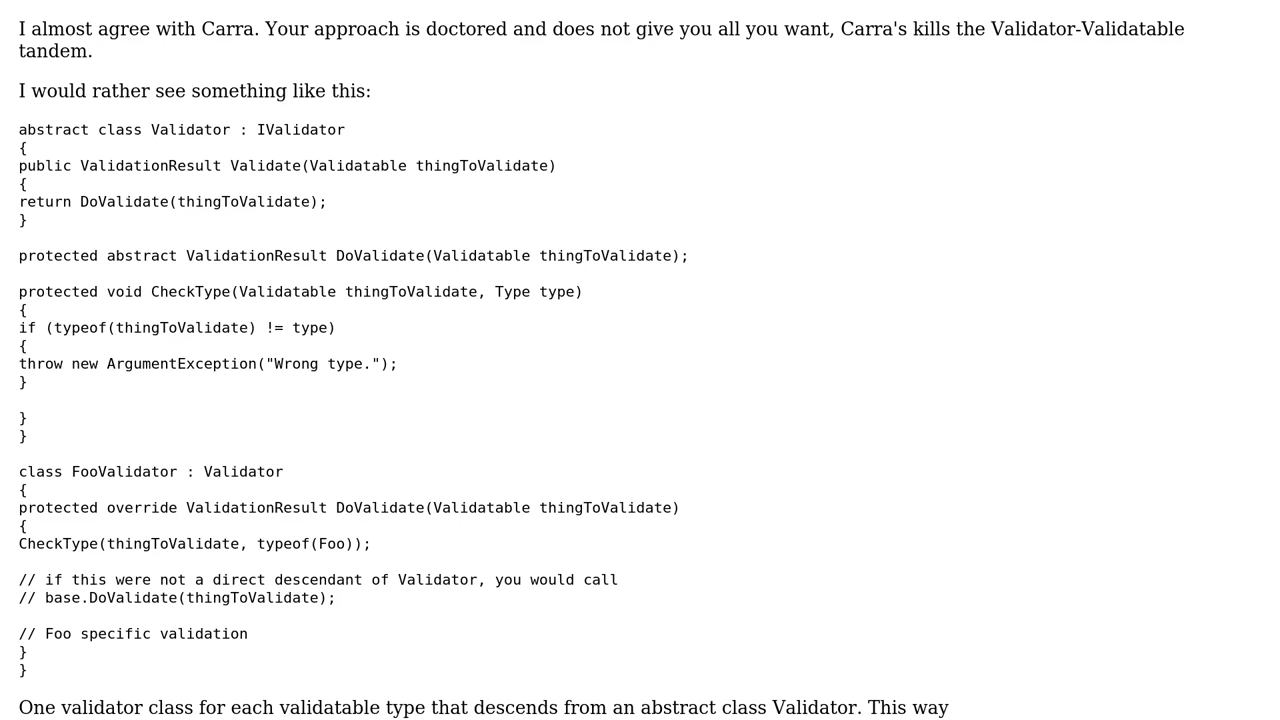 I almost agree with Carra. Your approach is doctored and does not give you all you want, Carra's kills the Validator-Validatable
tandem.
I would rather see something like this:
abstract class Validator : IValidator
{
public ValidationResult Validate(Validatable thingToValidate)
{
return DoValidate(thingToValidate);
}
protected abstract ValidationResult DoValidate(Validatable thingToValidate);
protected void CheckType(Validatable thingToValidate, Type type)
{
if (typeof(thingToValidate) != type)
{
throw new ArgumentException("Wrong type.");
}
}
}
class FooValidator : Validator
{
protected override ValidationResult DoValidate(Validatable thingToValidate)
{
CheckType(thingToValidate, typeof(Foo));
// if this were not a direct descendant of Validator, you would call
// base.DoValidate(thingToValidate);
// Foo specific validation
}
}
One validator class for each validatable type that descends from an abstract class Validator. This way